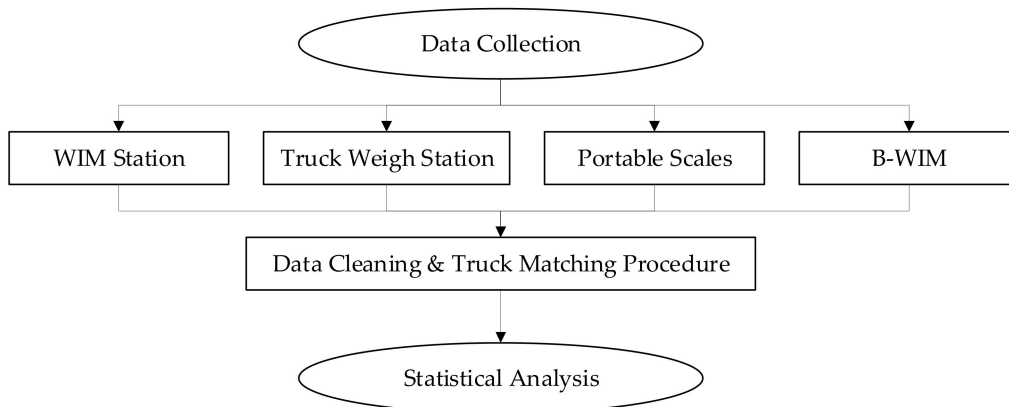 Data Collection
WIM Station
Truck Weigh Station
Portable Scales
B-WIM
Data Cleaning & Truck Matching Procedure
Statistical Analysis